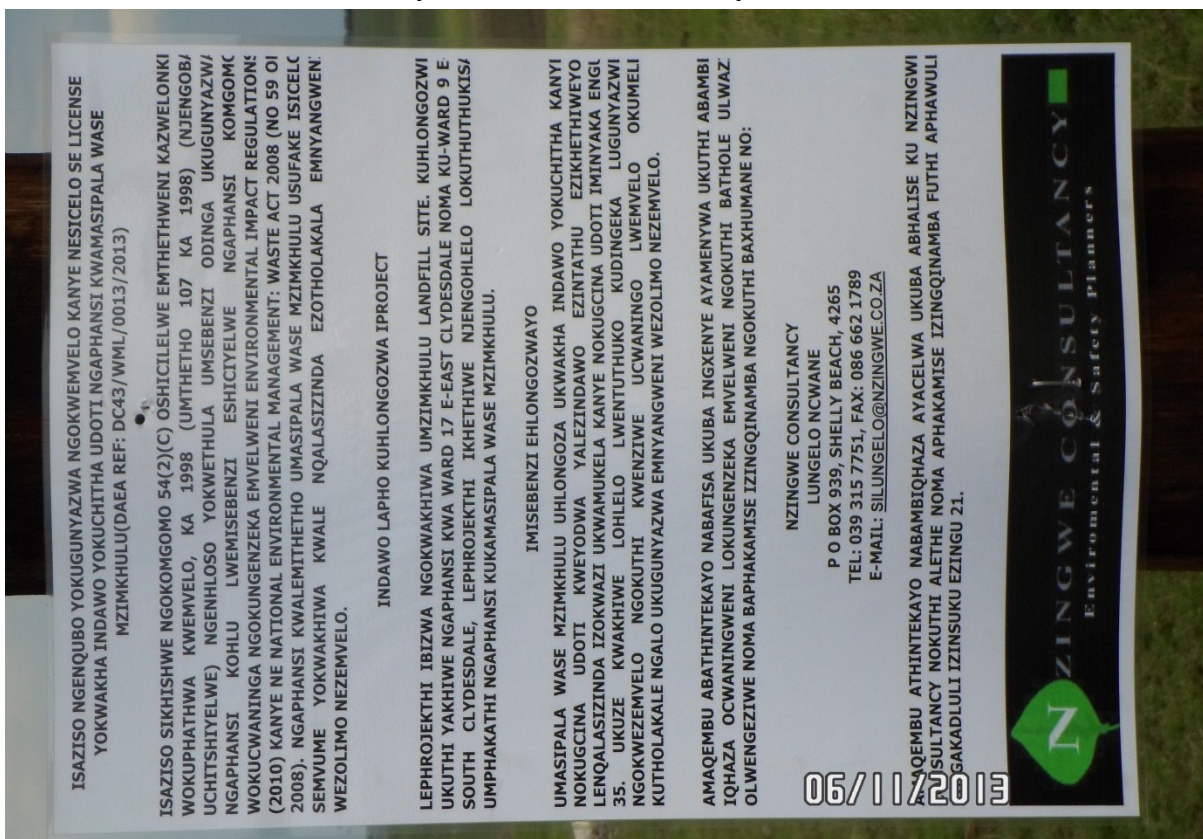 ISAZISO NGENQUBO YOKUGUNYAZWA NGOKWEMVELO KANYE NESICELO SE LICENSE
YOKWAKHA INDAWO YOKUCHITHA UDOTI NGAPHANSI KWAMASIPALA WASE
MZIMKHULU(DAEA REF: DC43/WML/0013/2013)
ISAZISO SIKHISHWE NGOKOMGOMO 54(2)(C) OSHICILELWE EMTHETHWENI KAZWELONKE
WOKUPHATHWA KWEMVELO, KA 1998 (UMTHETHO 107 KA 1998) (NJENGOBA
UCHITSHIYELWE) NGENHLOSO YOKWETHULA UMSEBENZI ODINGA UKUGUNYAZWA
NGAPHANSI KOHLU LWEMISEBENZI ESHICIYELWE NGAPHANSI KOMGOMO
WOKUCWANINGA NGOKUNGENZEKA EMVELWENI ENVIRONMENTAL IMPACT REGULATIONS
(2010) KANYE NE NATIONAL ENVIRONMENTAL MANAGEMENT: WASTE ACT 2008 (NO 59 OF
2008). NGAPHANSI KWALEMITHETHO UMASIPALA WASE MZIMKHULU USUFAKE ISICELO
SEMVUME YOKWAKHIWA KWALE NQALASIZINDA EZOTHOLAKALA EMNYANGWENI
WEZOLIMO NEZEMVELO.
INDAWO LAPHO KUHLONGOZWA IPROJECT
LEPHROJEKTHI IBIZWA NGOKWAKHIWA UMZIMKHULU LANDFILL SITE. KUHLONGOZWE
UKUTHI YAKHIWE NGAPHANSI KWA WARD 17 E-EAST CLYDESDALE NOMA KU-WARD 9 E-
SOUTH CLYDESDALE, LEPHROJEKTHI IKHETHIWE NJENGOHLELO LOKUTHUTHUKISA
UMPHAKATHI NGAPHANSI KUKAMASIPALA WASE MZIMKHULU.
IMISEBENZI EHLONGOZWAYO
UMASIPALA WASE MZIMKHULU UHLONGOZA UKWAKHA INDAWO YOKUCHITHA KANYE
NOKUGCINA UDOTI KWEYODWA YALEZINDAWO EZINTATHU EZIKHETHIWEYO
LENQALASIZINDA IZOKWAZI UKWAMUKELA KANYE NOKUGCINA UDOTI IMINYAKA ENGU
35. UKUZE KWAKHIWE LOHLELO LWENTUTHUKO KUDINGEKA LUGUNYAZWE
NGOKWEZEMVELO NGOKUTHI KWENZIWE UCWANINGO LWEMVELO OKUMELE
KUTHOLAKALE NGALO UKUGUNYAZWA EMNYANGWENI WEZOLIMO NEZEMVELO.
AMAQEMBU ABATHINTEKAYO NABAFISA UKUBA INGXENYE AYAMENYWA UKUTHI ABAMBE
IQHAZA OCWANINGWENI LOKUNGENZEKA EMVELWENI NGOKUTHI BATHOLE ULWAZI
OLWENGEZIWE NOMA BAPHAKAMISE IZINGQINAMBA NGOKUTHI BAXHUMANE NO:
NZINGWE CONSULTANCY
LUNGELO NCWANE
P O BOX 939, SHELLY BEACH, 4265
TEL: 039 315 7751, FAX: 086 662 1789
E-MAIL: SILUNGELO@NZINGWE.CO.ZA
AMAQEMBU ATHINTEKAYO NABAMBIQHAZA AYACELWA UKUBA ABHALISE KU NZINGWE
CONSULTANCY NOKUTHI ALETHE NOMA APHAKAMISE IZINGQINAMBA FUTHI APHAWULE
NGAKADLULI IZINSUKU EZINGU 21.
NZINGWE CONSULTANCY
Enviromental & Safety Planners
06/11/2013